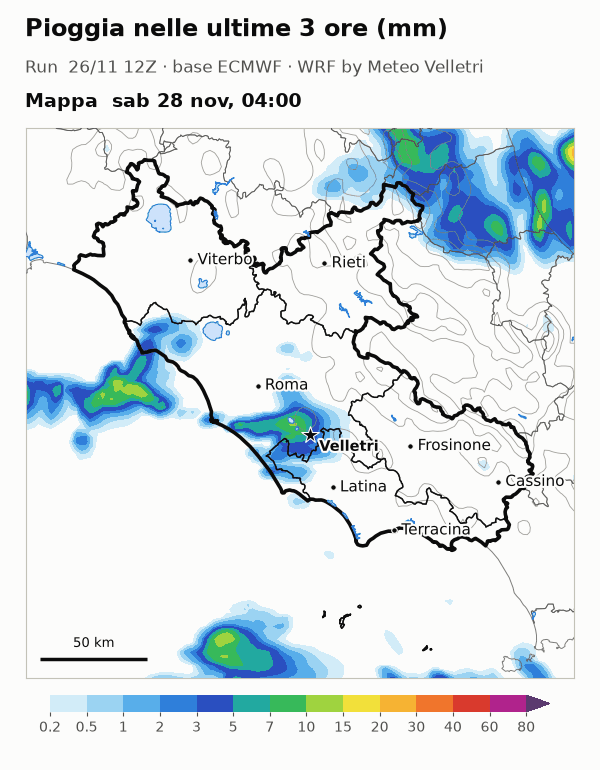 Pioggia nelle ultime 3 ore (mm)
Run  26/11 12Z · base ECMWF · WRF by Meteo Velletri
Mappa  sab 28 nov, 04:00
Viterbo
Rieti
Roma
Velletri
Frosinone
Cassino
Latina
Terracina
50 km
0.2 0.5 1 2 3 5 7 10 15 20 30 40 60 80